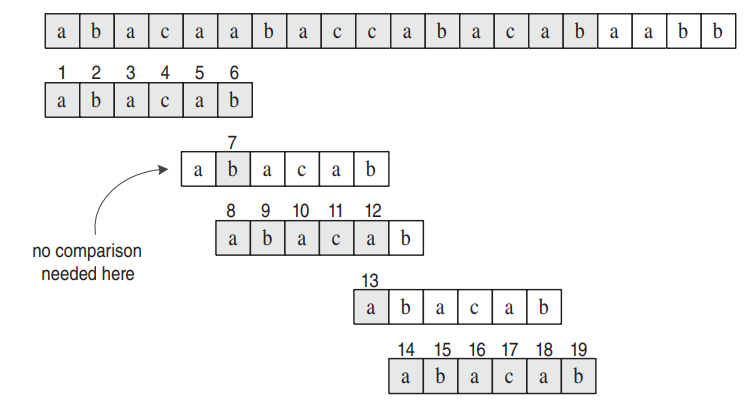 a b a c a a b a c c a b a c a b a a b b
1 2 3 4 5 6
a b a c a b
7
a b a c a b
8 9 10 11 12
a b a c a b
no comparison
needed here
13
a b a c a b
14 15 16 17 18 19
a b a c a b